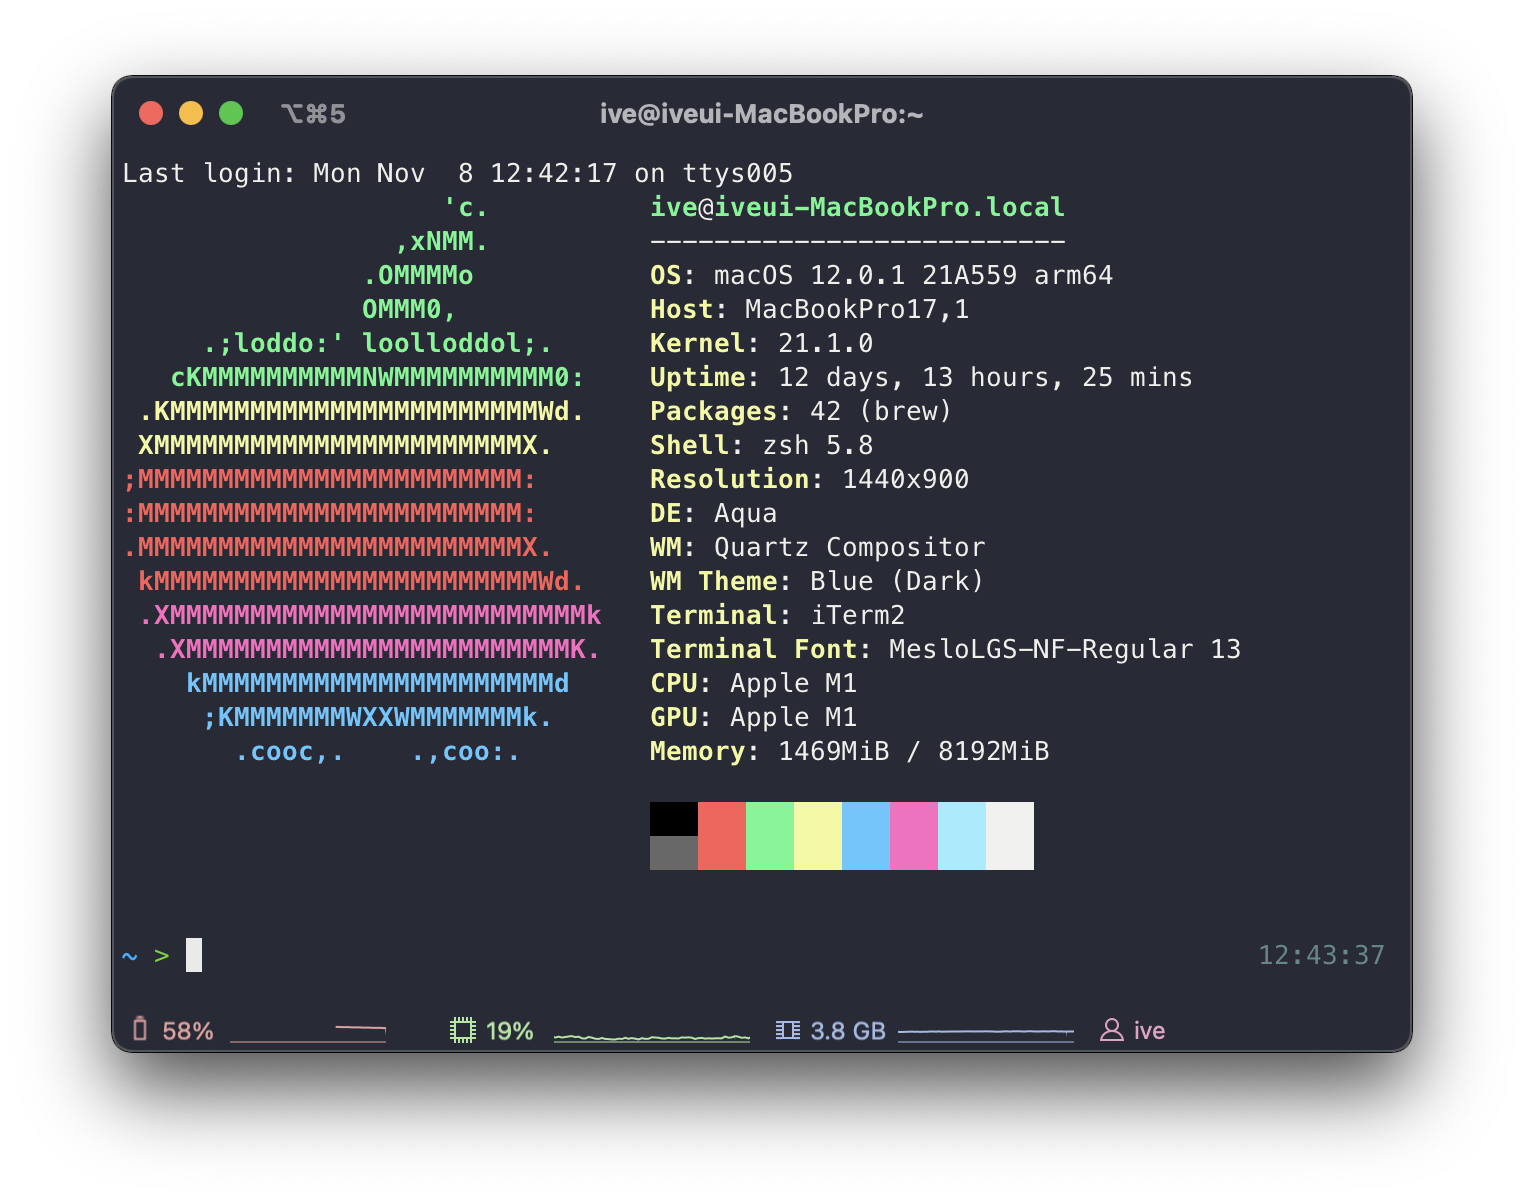 ⌥⌘5 ive@iveui-MacBookPro:~
Last login: Mon Nov  8 12:42:17 on ttys005
                    'c.          ive@iveui-MacBookPro.local
                 ,xNMM.          --------------------------
               .OMMMMo           OS: macOS 12.0.1 21A559 arm64
               OMMM0,            Host: MacBookPro17,1
     .;loddo:' loolloddol;.      Kernel: 21.1.0
   cKMMMMMMMMMMNWMMMMMMMMMM0:    Uptime: 12 days, 13 hours, 25 mins
 .KMMMMMMMMMMMMMMMMMMMMMMMWd.    Packages: 42 (brew)
 XMMMMMMMMMMMMMMMMMMMMMMMX.      Shell: zsh 5.8
;MMMMMMMMMMMMMMMMMMMMMMMM:       Resolution: 1440x900
:MMMMMMMMMMMMMMMMMMMMMMMM:       DE: Aqua
.MMMMMMMMMMMMMMMMMMMMMMMMX.      WM: Quartz Compositor
 kMMMMMMMMMMMMMMMMMMMMMMMMWd.    WM Theme: Blue (Dark)
 .XMMMMMMMMMMMMMMMMMMMMMMMMMMk   Terminal: iTerm2
  .XMMMMMMMMMMMMMMMMMMMMMMMMK.   Terminal Font: MesloLGS-NF-Regular 13
    kMMMMMMMMMMMMMMMMMMMMMMd     CPU: Apple M1
     ;KMMMMMMMWXXWMMMMMMMk.      GPU: Apple M1
       .cooc,.    .,coo:.        Memory: 1469MiB / 8192MiB
~ > 12:43:37
58% 19% 3.8 GB ive